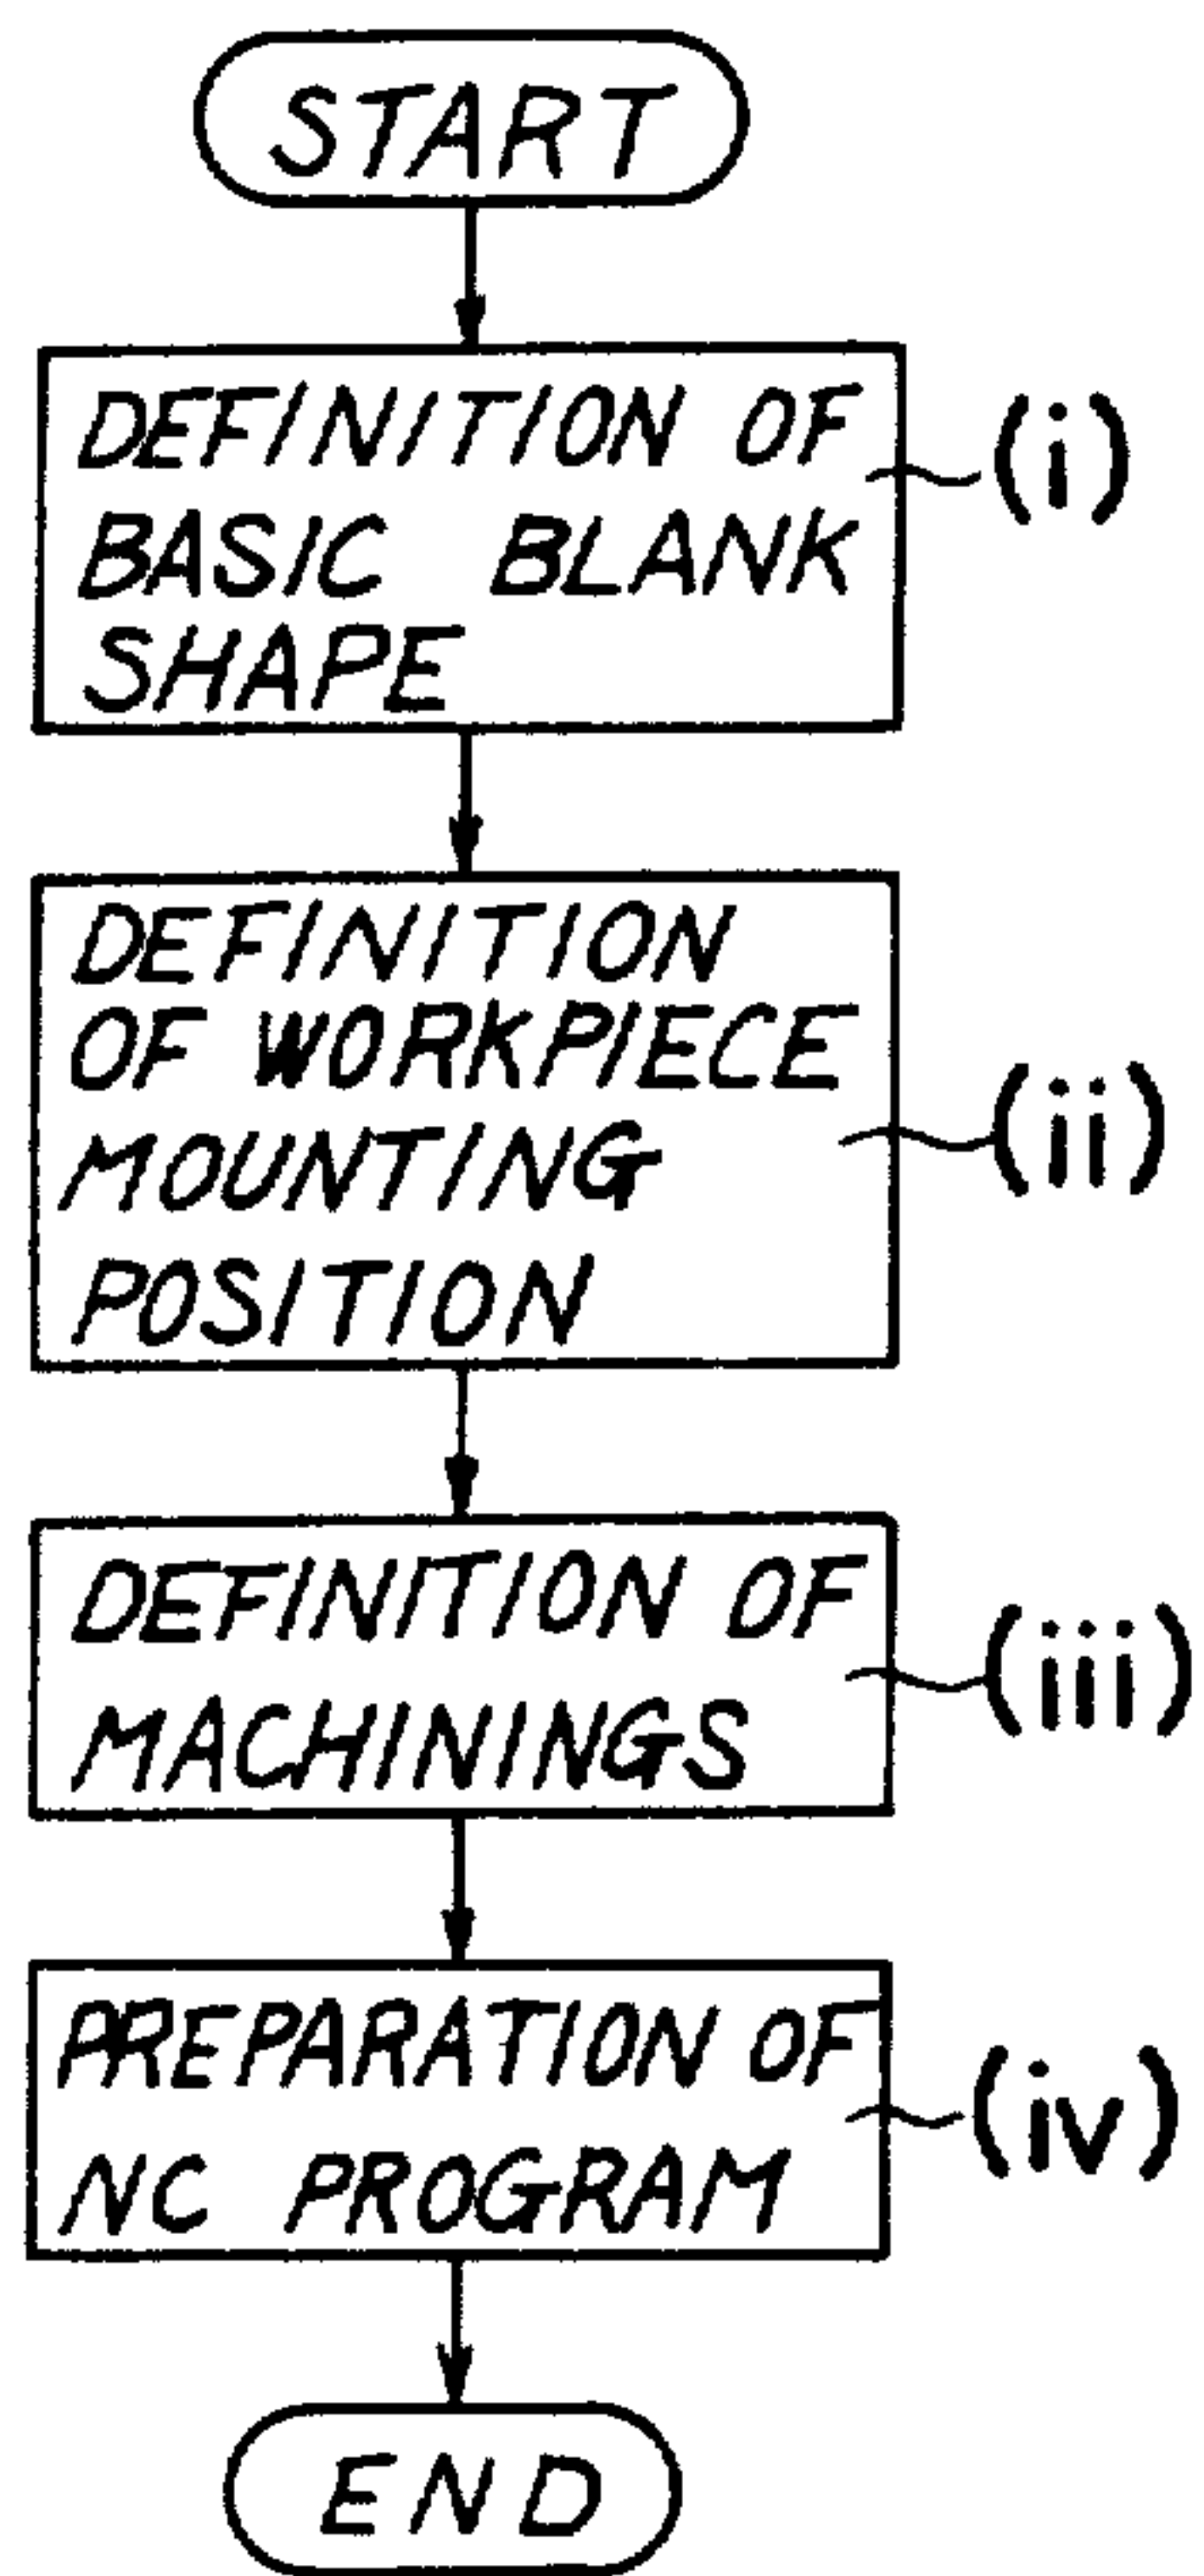 START
DEFINITION OF
BASIC BLANK
SHAPE
(i)
DEFINITION
OF WORKPIECE
MOUNTING
POSITION
(ii)
DEFINITION OF
MACHININGS
(iii)
PREPARATION OF
NC PROGRAM
(iv)
END